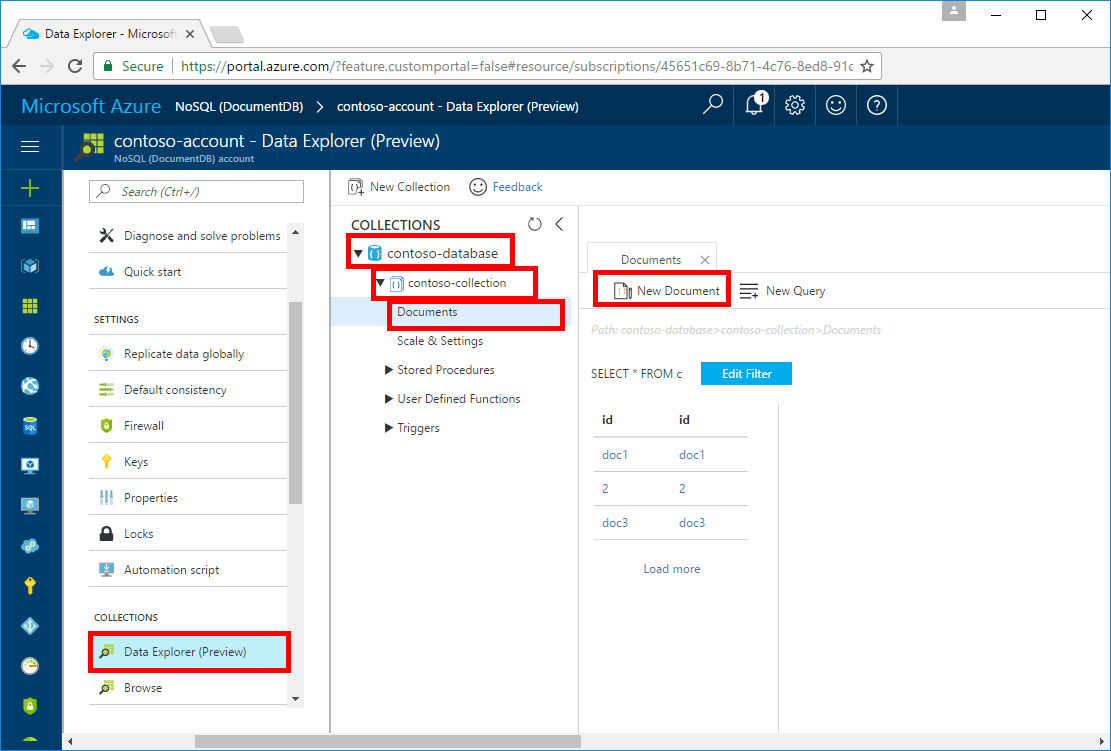 Data Explorer - Microsoft
Secure https://portal.azure.com/?feature.customportal=false#resource/subscriptions/45651c69-8b71-4c76-8ed8-91c
Microsoft Azure NoSQL (DocumentDB) > contoso-account - Data Explorer (Preview) 1
contoso-account - Data Explorer (Preview)
NoSQL (DocumentDB) account
Search (Ctrl+/)
Diagnose and solve problems
Quick start
SETTINGS
Replicate data globally
Default consistency
Firewall
Keys
Properties
Locks
Automation script
COLLECTIONS
Data Explorer (Preview)
Browse
SQL
New Collection Feedback
COLLECTIONS
contoso-database
contoso-collection
Documents
Scale & Settings
Stored Procedures
User Defined Functions
Triggers
Documents
New Document New Query
Path: contoso-database>contoso-collection>Documents
SELECT * FROM c Edit Filter
id id
doc1 doc1
2 2
doc3 doc3
Load more